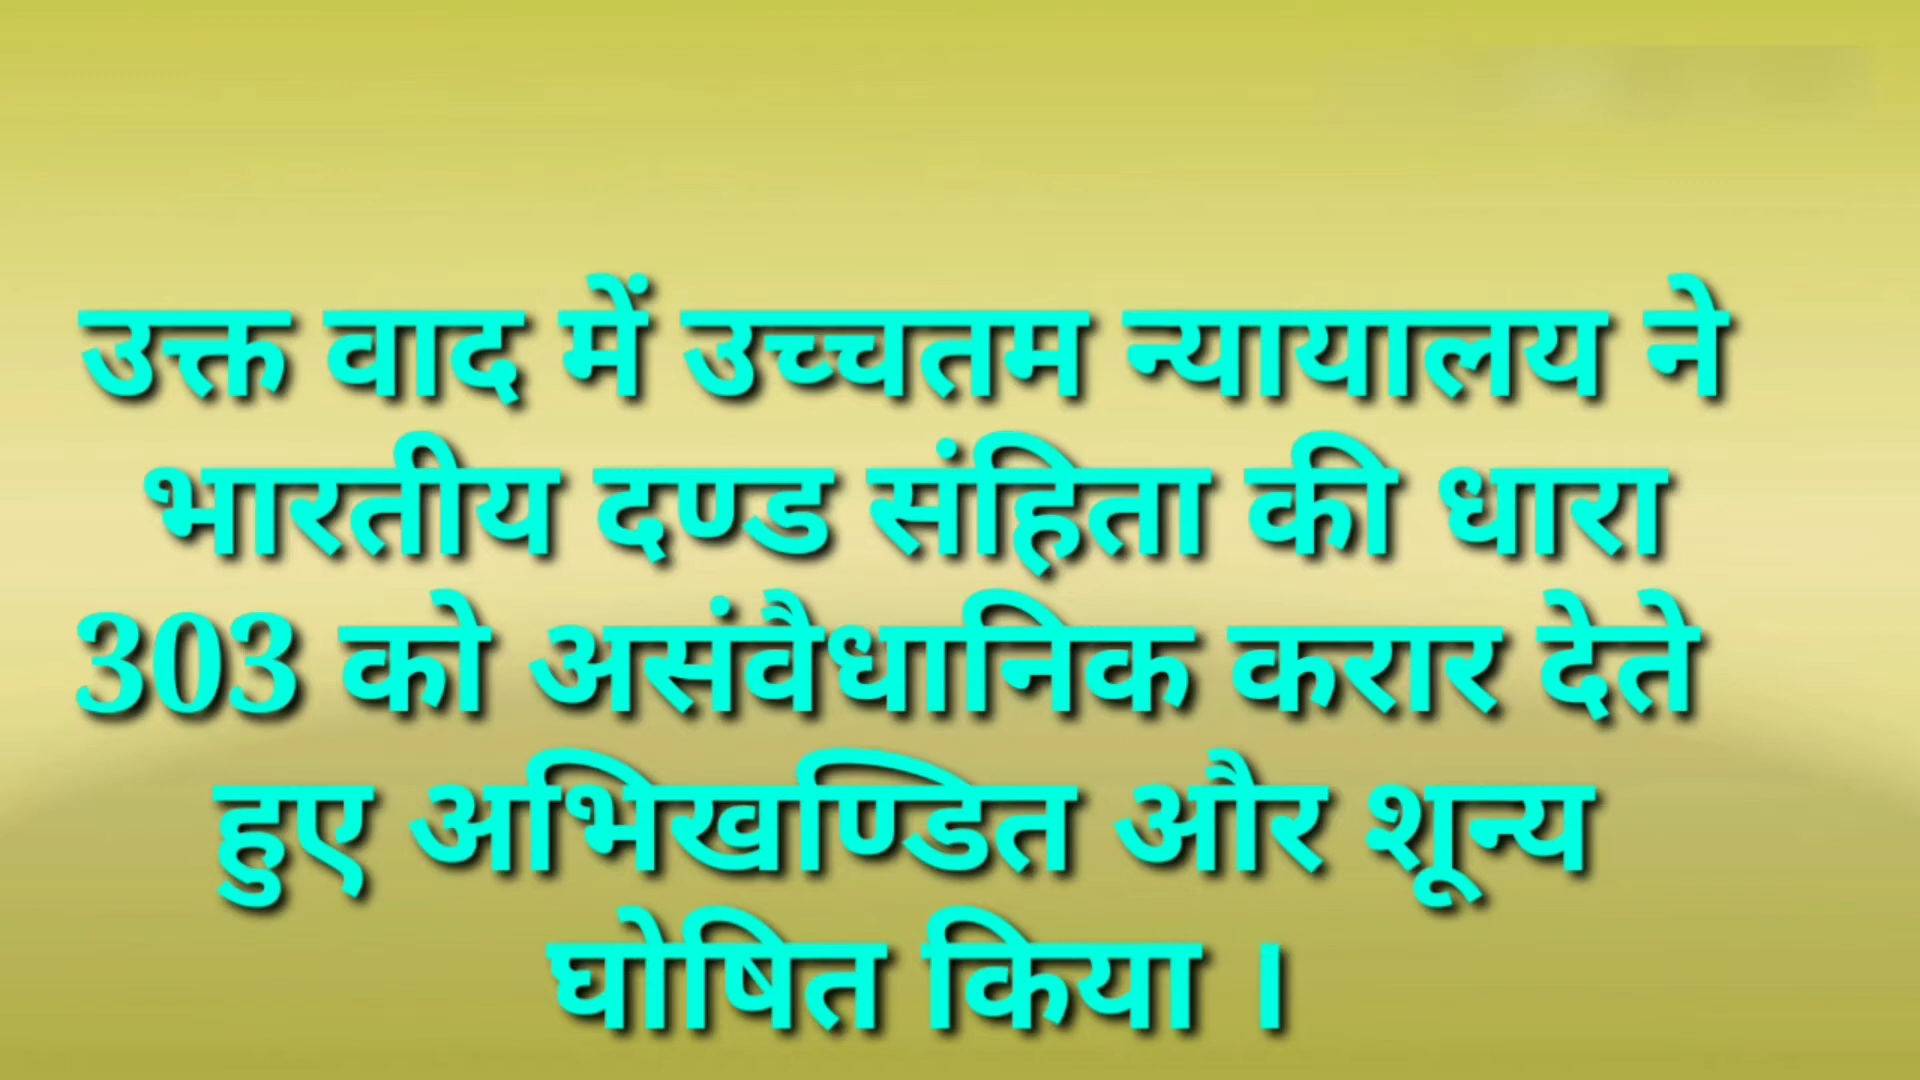 उक्त वाद में उच्चतम न्यायालय ने
भारतीय दण्ड संहिता की धारा
303 को असंवैधानिक करार देते
हुए अभिखण्डित और शून्य
घोषित किया ।